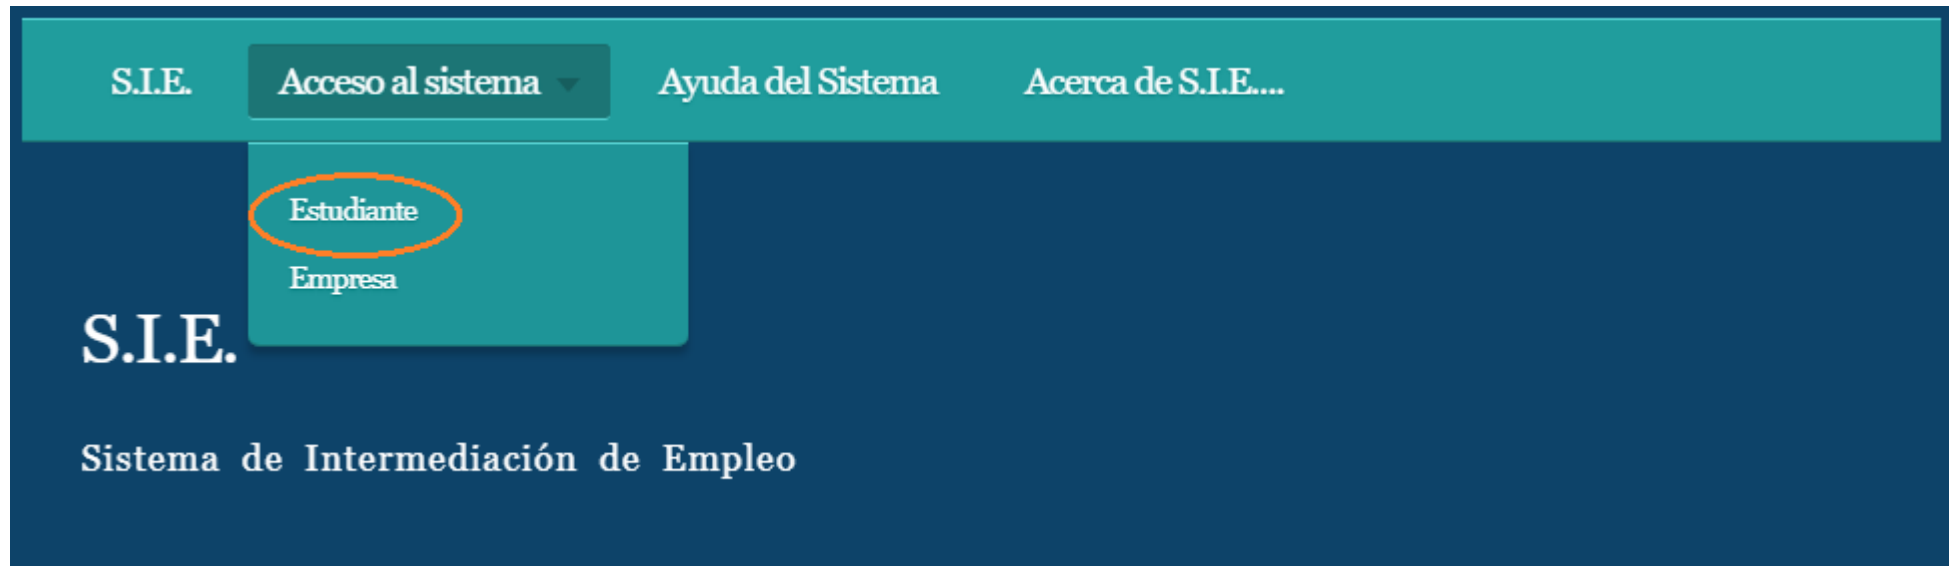 S.I.E. Acceso al sistema Ayuda del Sistema Acerca de S.I.E....
Estudiante
Empresa
S.I.E.
Sistema de Intermediación de Empleo